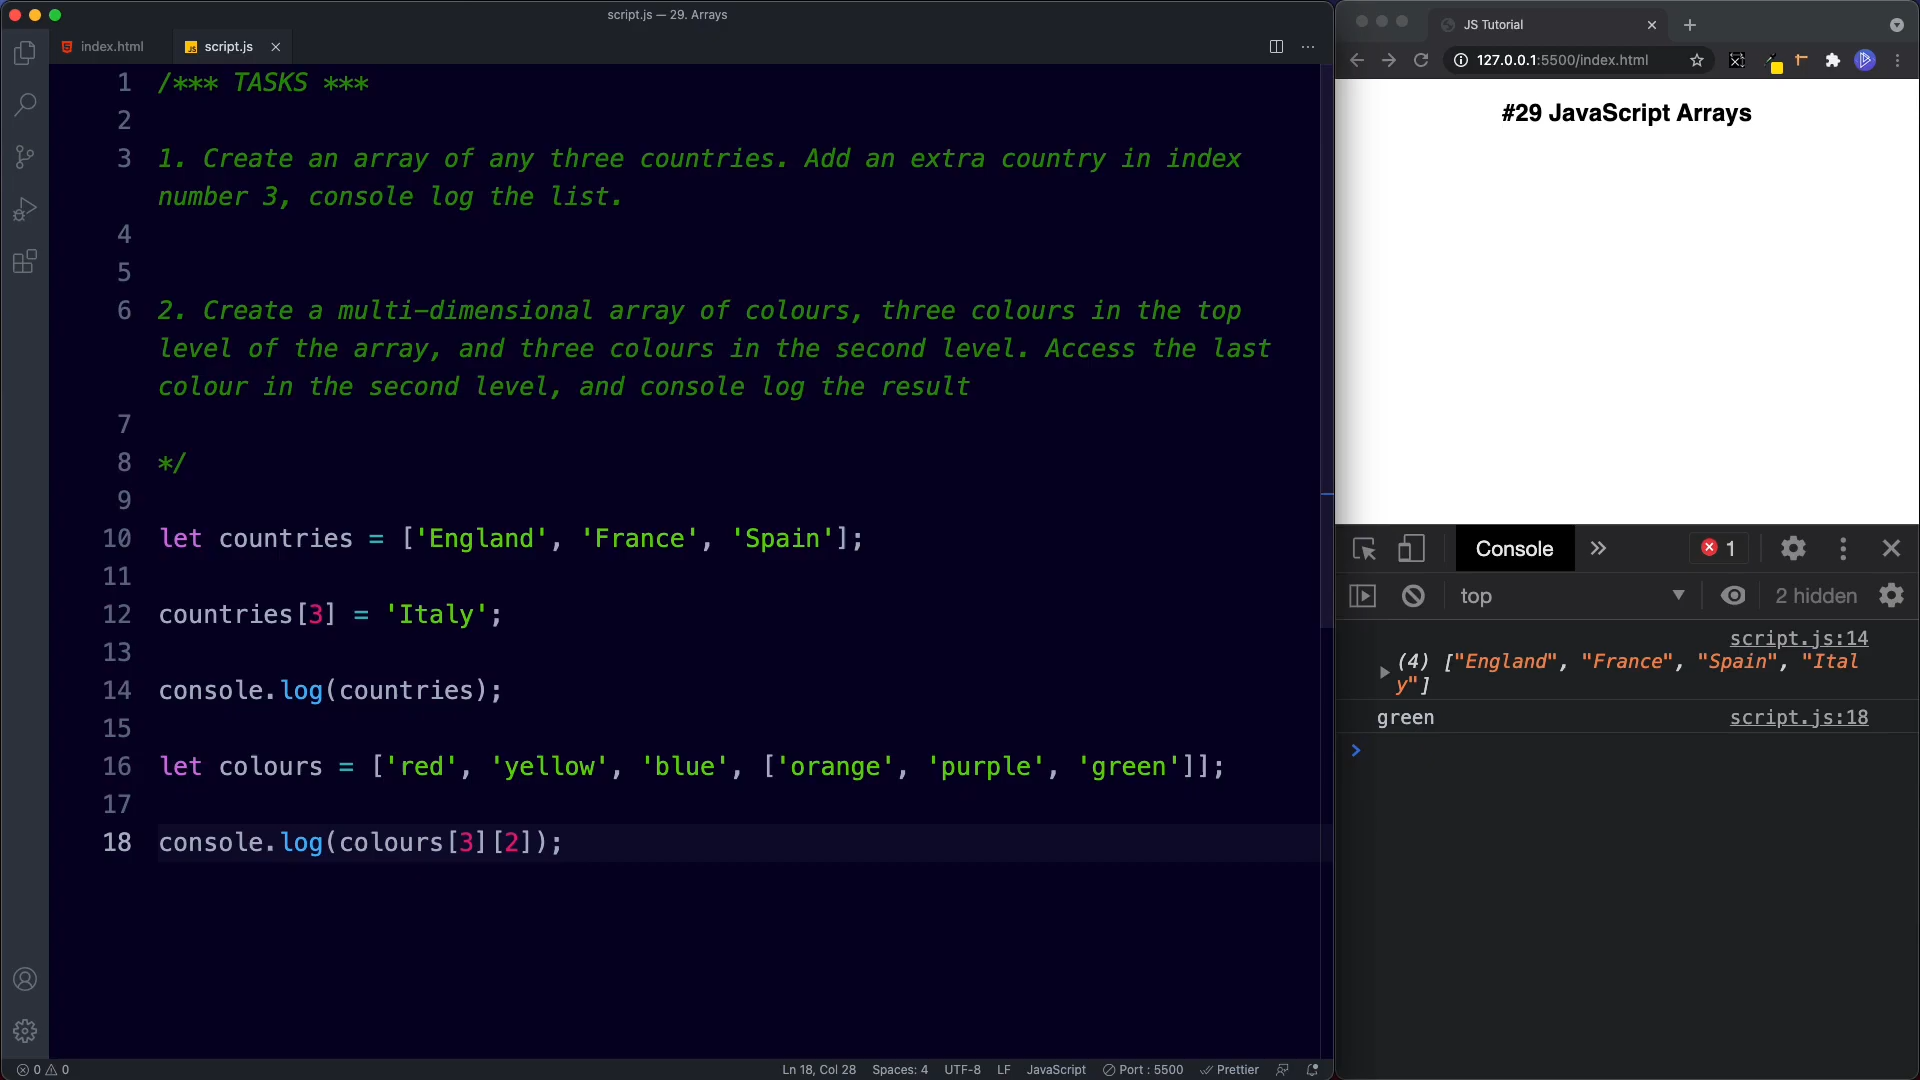 script.js — 29. Arrays
index.html
script.js
1 /*** TASKS ***
2
3 1. Create an array of any three countries. Add an extra country in index
number 3, console log the list.
4
5
6 2. Create a multi-dimensional array of colours, three colours in the top
level of the array, and three colours in the second level. Access the last
colour in the second level, and console log the result
7
8 */
9
10 let countries = ['England', 'France', 'Spain'];
11
12 countries[3] = 'Italy';
13
14 console.log(countries);
15
16 let colours = ['red', 'yellow', 'blue', ['orange', 'purple', 'green']];
17
18 console.log(colours[3][2]);
0 0
Ln 18, Col 28 Spaces: 4 UTF-8 LF JavaScript Port : 5500 Prettier
JS Tutorial
127.0.0.1:5500/index.html
#29 JavaScript Arrays
Console 1
top 2 hidden
script.js:14
(4) ["England", "France", "Spain", "Ital
y"]
green script.js:18